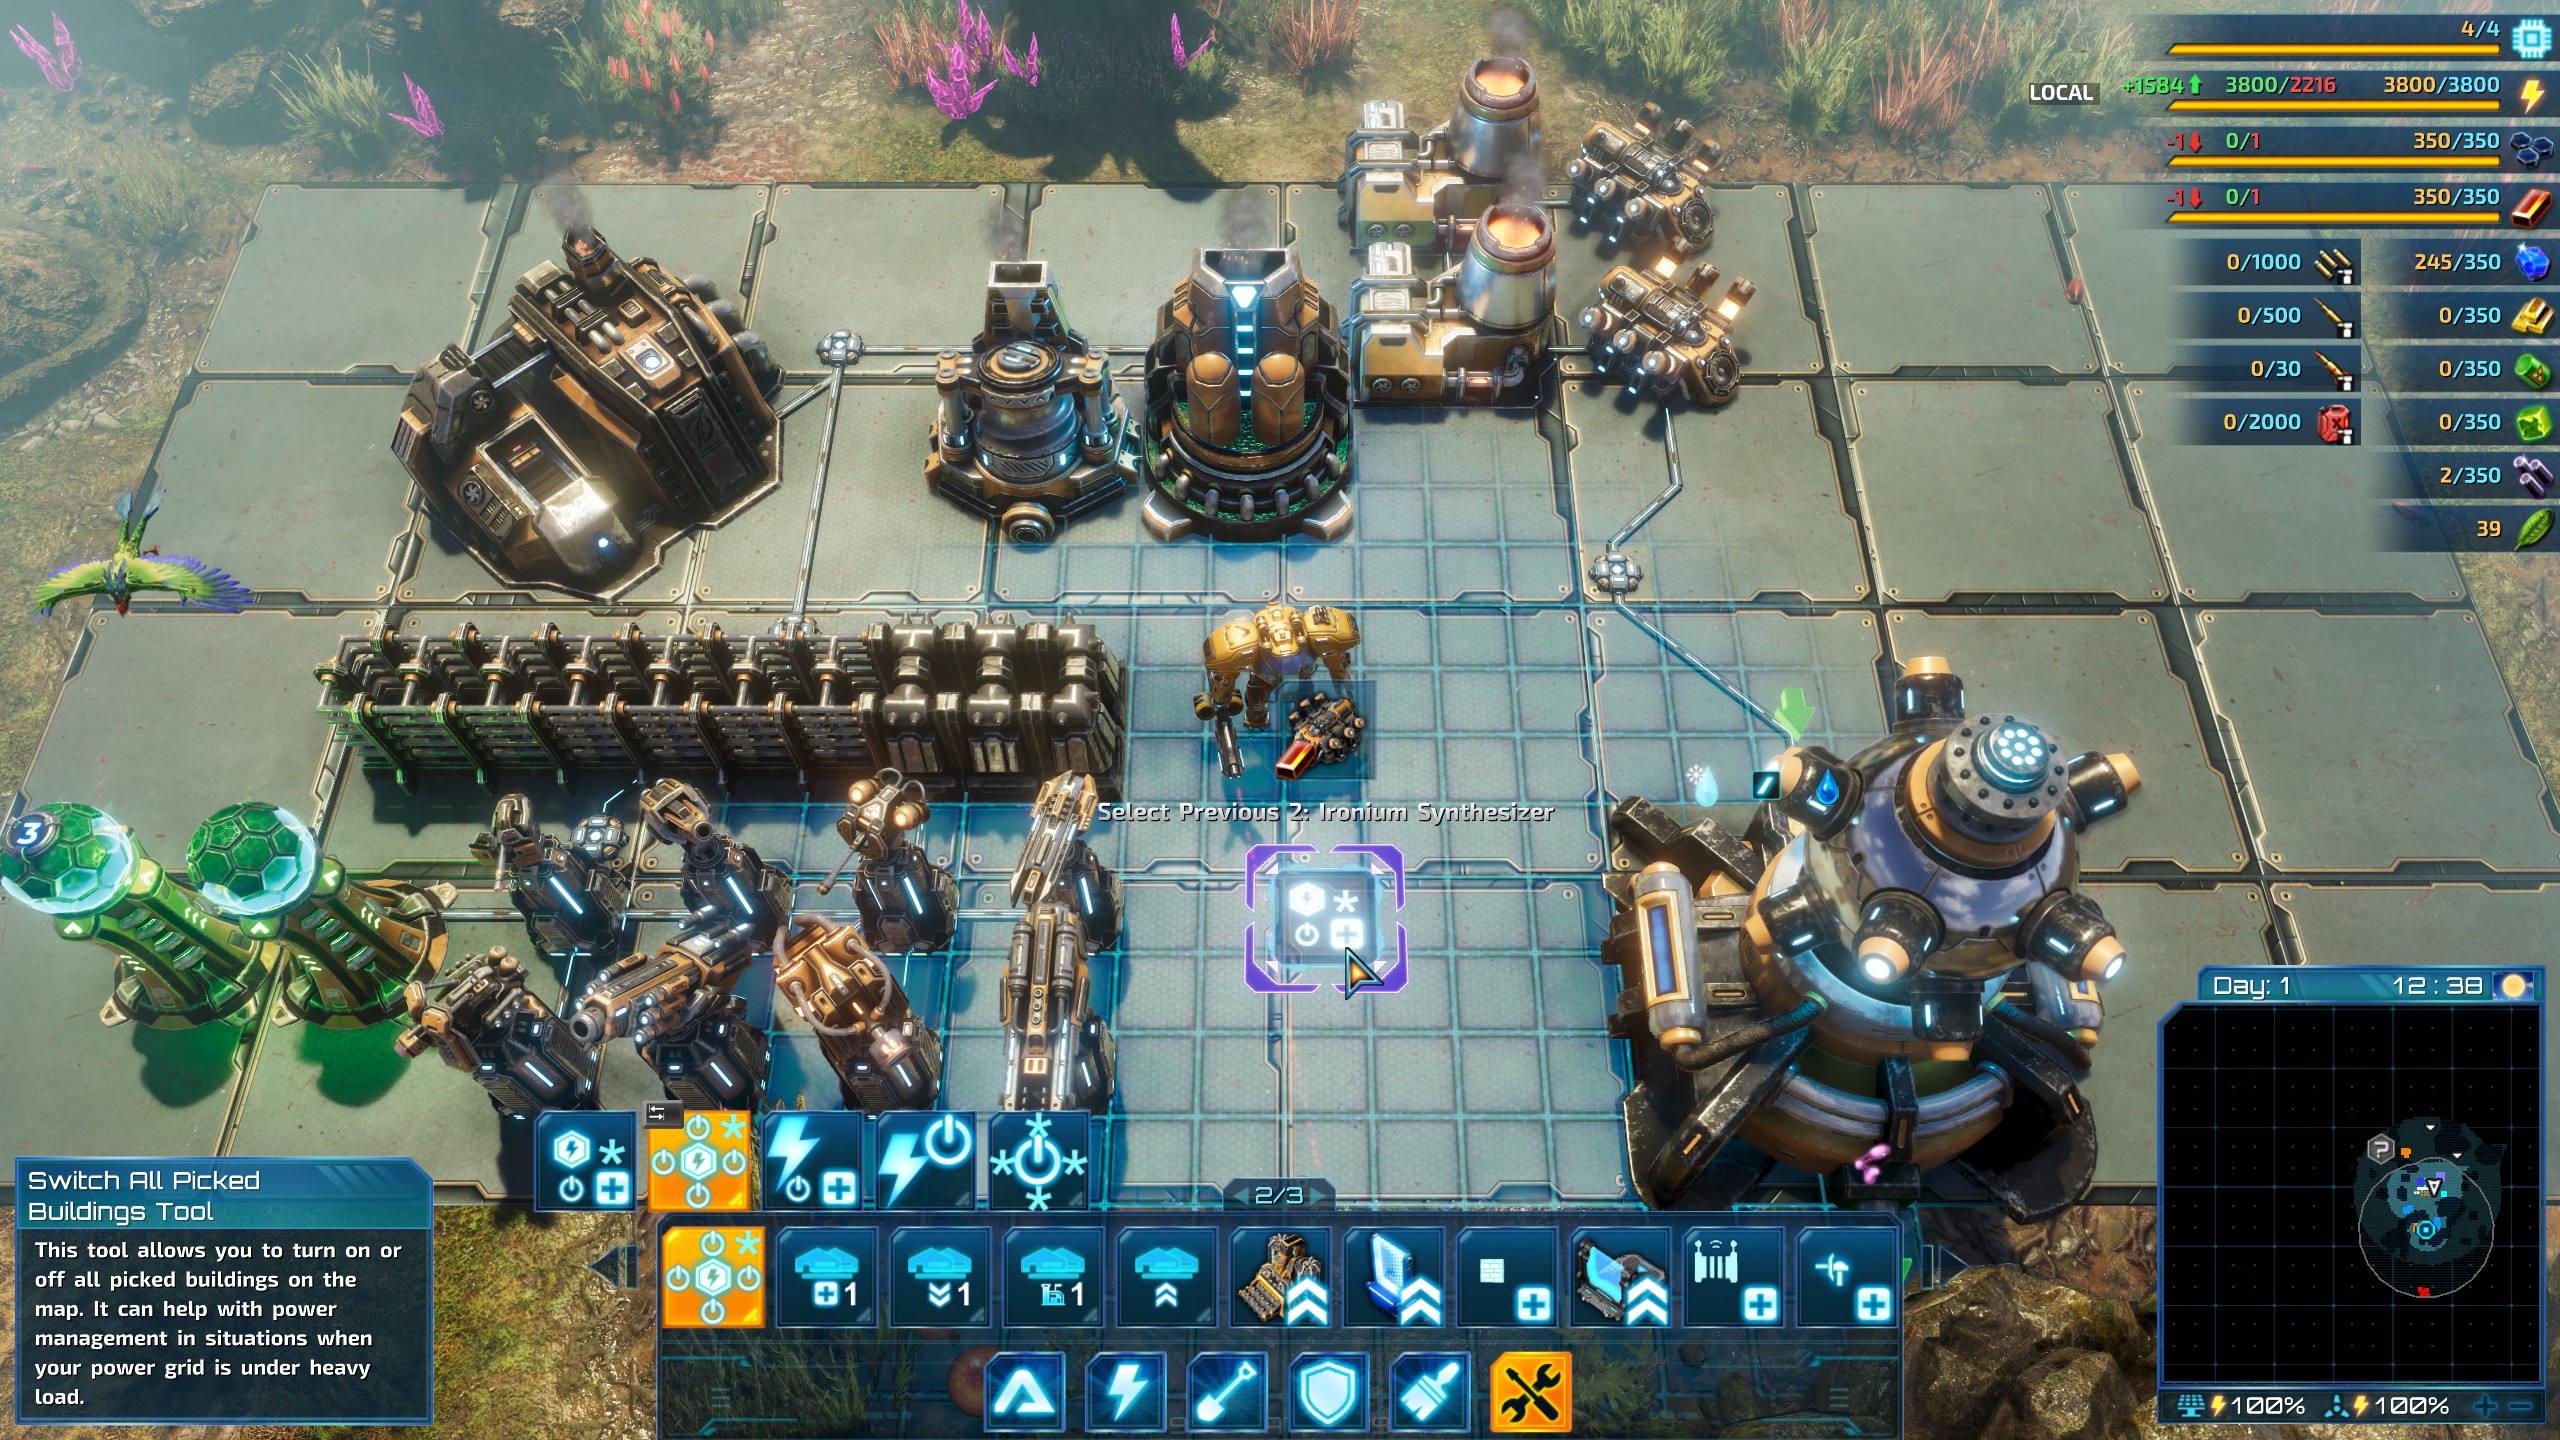 4/4
LOCAL
+1584 3800/2216 3800/3800
-1 0/1 350/350
-1 0/1 350/350
0/1000 245/350
0/500 0/350
0/30 0/350
0/2000 0/350
2/350
39
3
Select Previous 2: Ironium Synthesizer
Day: 1 12:38
Switch All Picked
Buildings Tool
This tool allows you to turn on or
off all picked buildings on the
map. It can help with power
management in situations when
your power grid is under heavy
load.
2/3
1 1 1
?
100% 100%